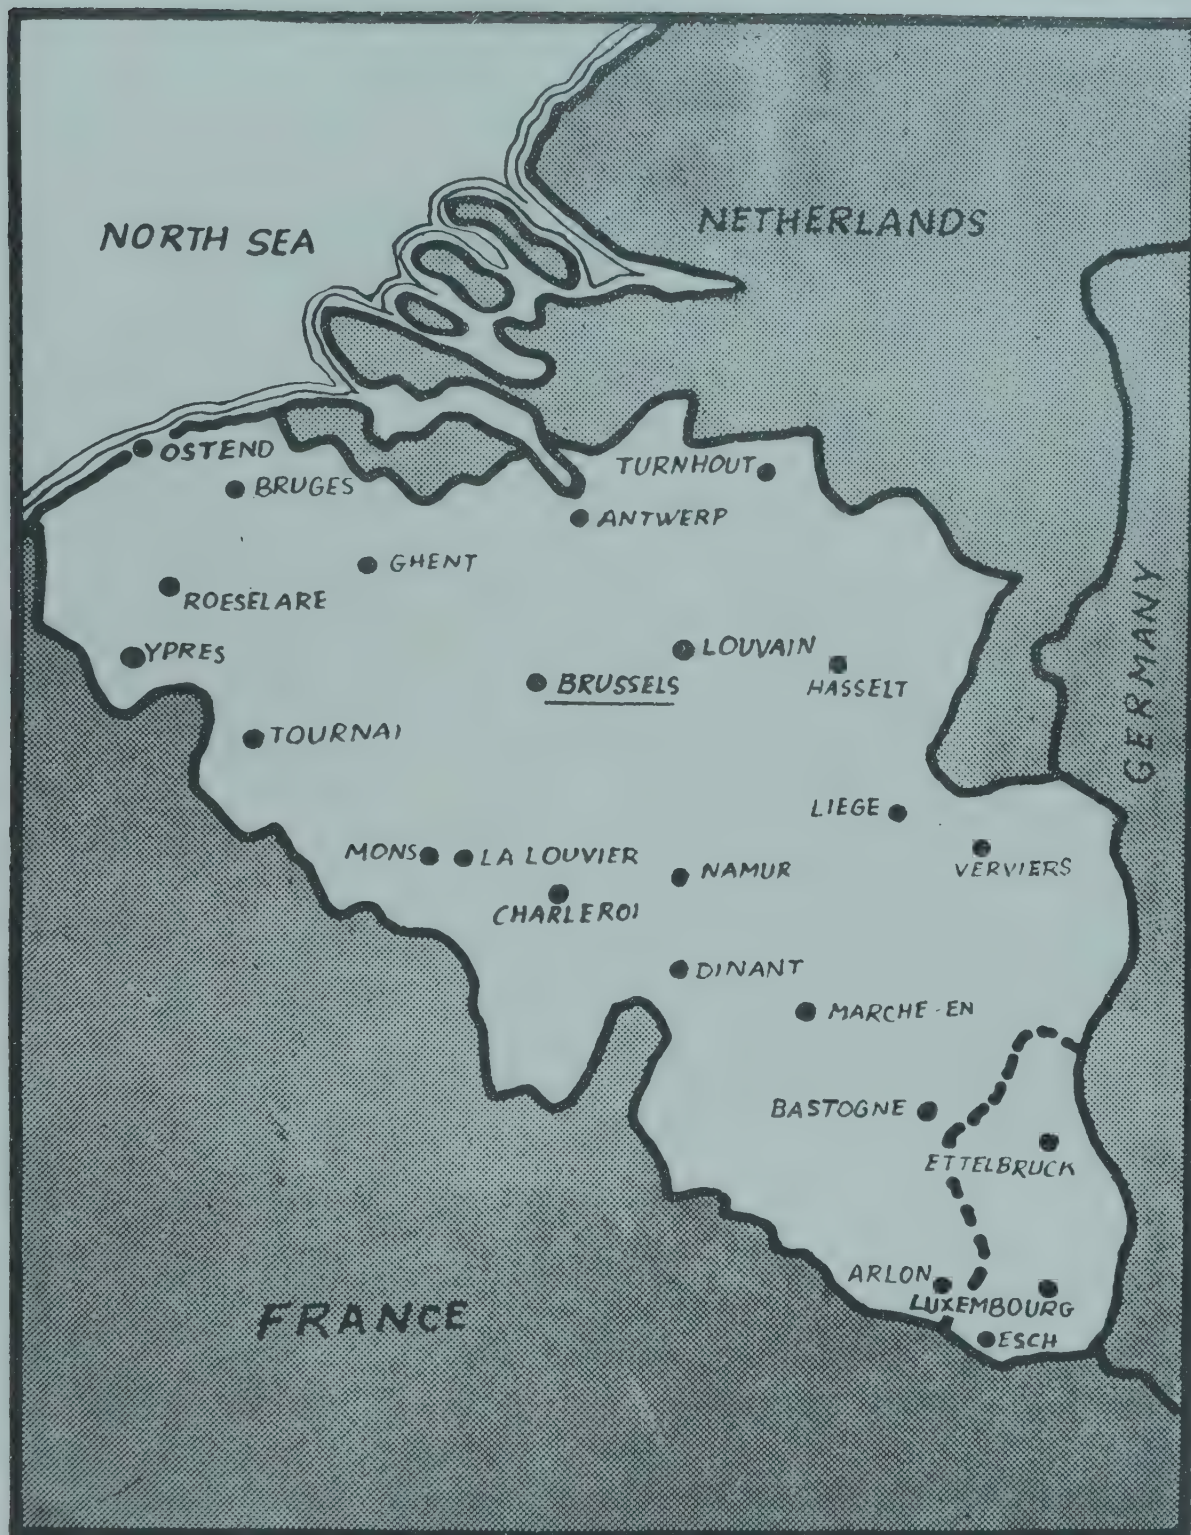 NORTH SEA
NETHERLANDS
OSTEND
BRUGES
TURNHOUT
ANTWERP
GHENT
ROESELARE
YPRES
LOUVAIN
BRUSSELS
HASSELT
GERMANY
TOURNAI
LIEGE
MONS
LA LOUVIER
NAMUR
VERVIERS
CHARLEROI
DINANT
MARCHE-EN
BASTOGNE
ETTELBRUCK
ARLON
LUXEMBOURG
FRANCE
ESCH